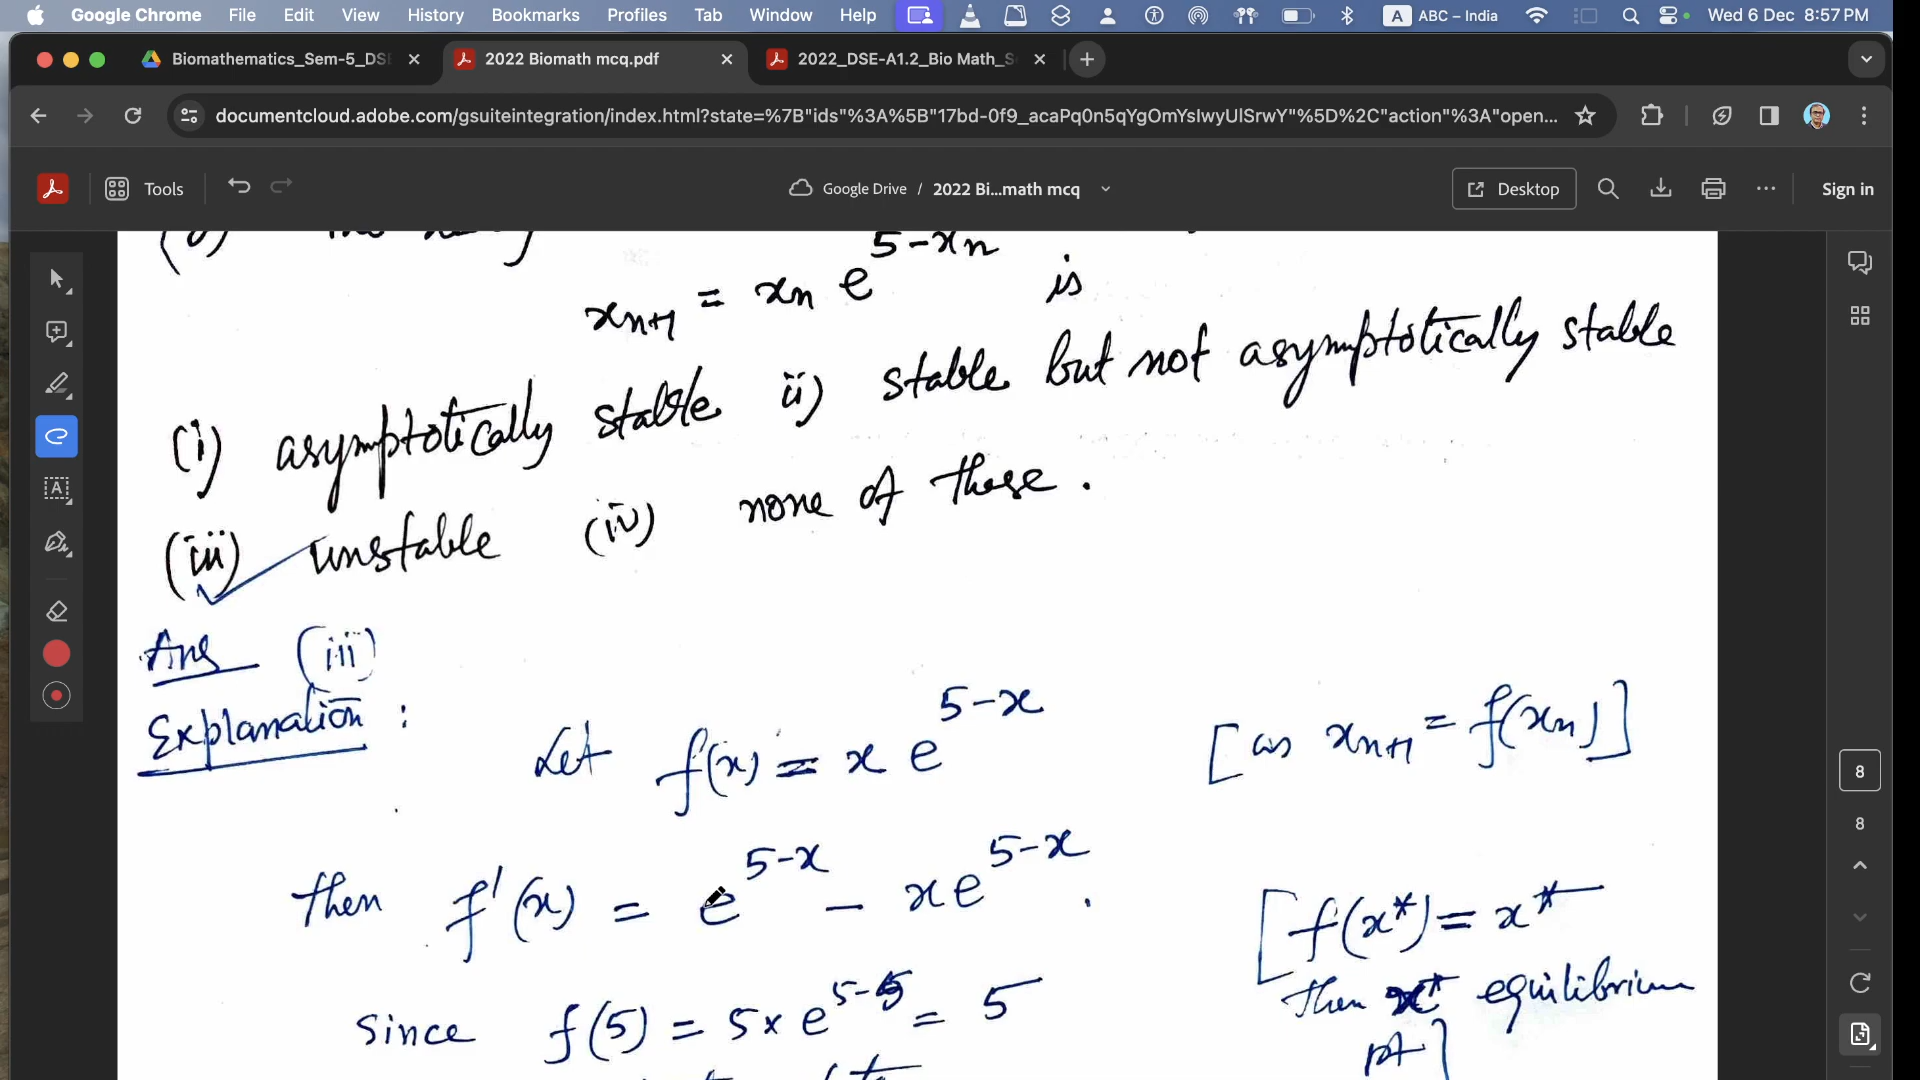 Google Chrome File Edit View History Bookmarks Profiles Tab Window Help A ABC – India Wed 6 Dec 8:57 PM
Biomathematics_Sem-5_DS 2022 Biomath mcq.pdf 2022_DSE-A1.2_Bio Math_S
documentcloud.adobe.com/gsuiteintegration/index.html?state=%7B"ids"%3A%5B"17bd-0f9_acaPq0n5qYgOmYsIwyUlSrwY"%5D%2C"action"%3A"open...
Tools Google Drive / 2022 Bi...math mcq Desktop Sign in
xn+1 = xn e^5-xn is
(i) asymptotically stable ii) stable but not asymptotically stable
(iii) unstable (iv) none of these.
Ans (iii)
Explanation : Let f(x) = x e^5-x [as xn+1 = f(xn)]
8
8
then f'(x) = e^5-x - xe^5-x . [f(x*) = x*
since f(5) = 5x e^5-5 = 5 then x* equilibrium
pt]